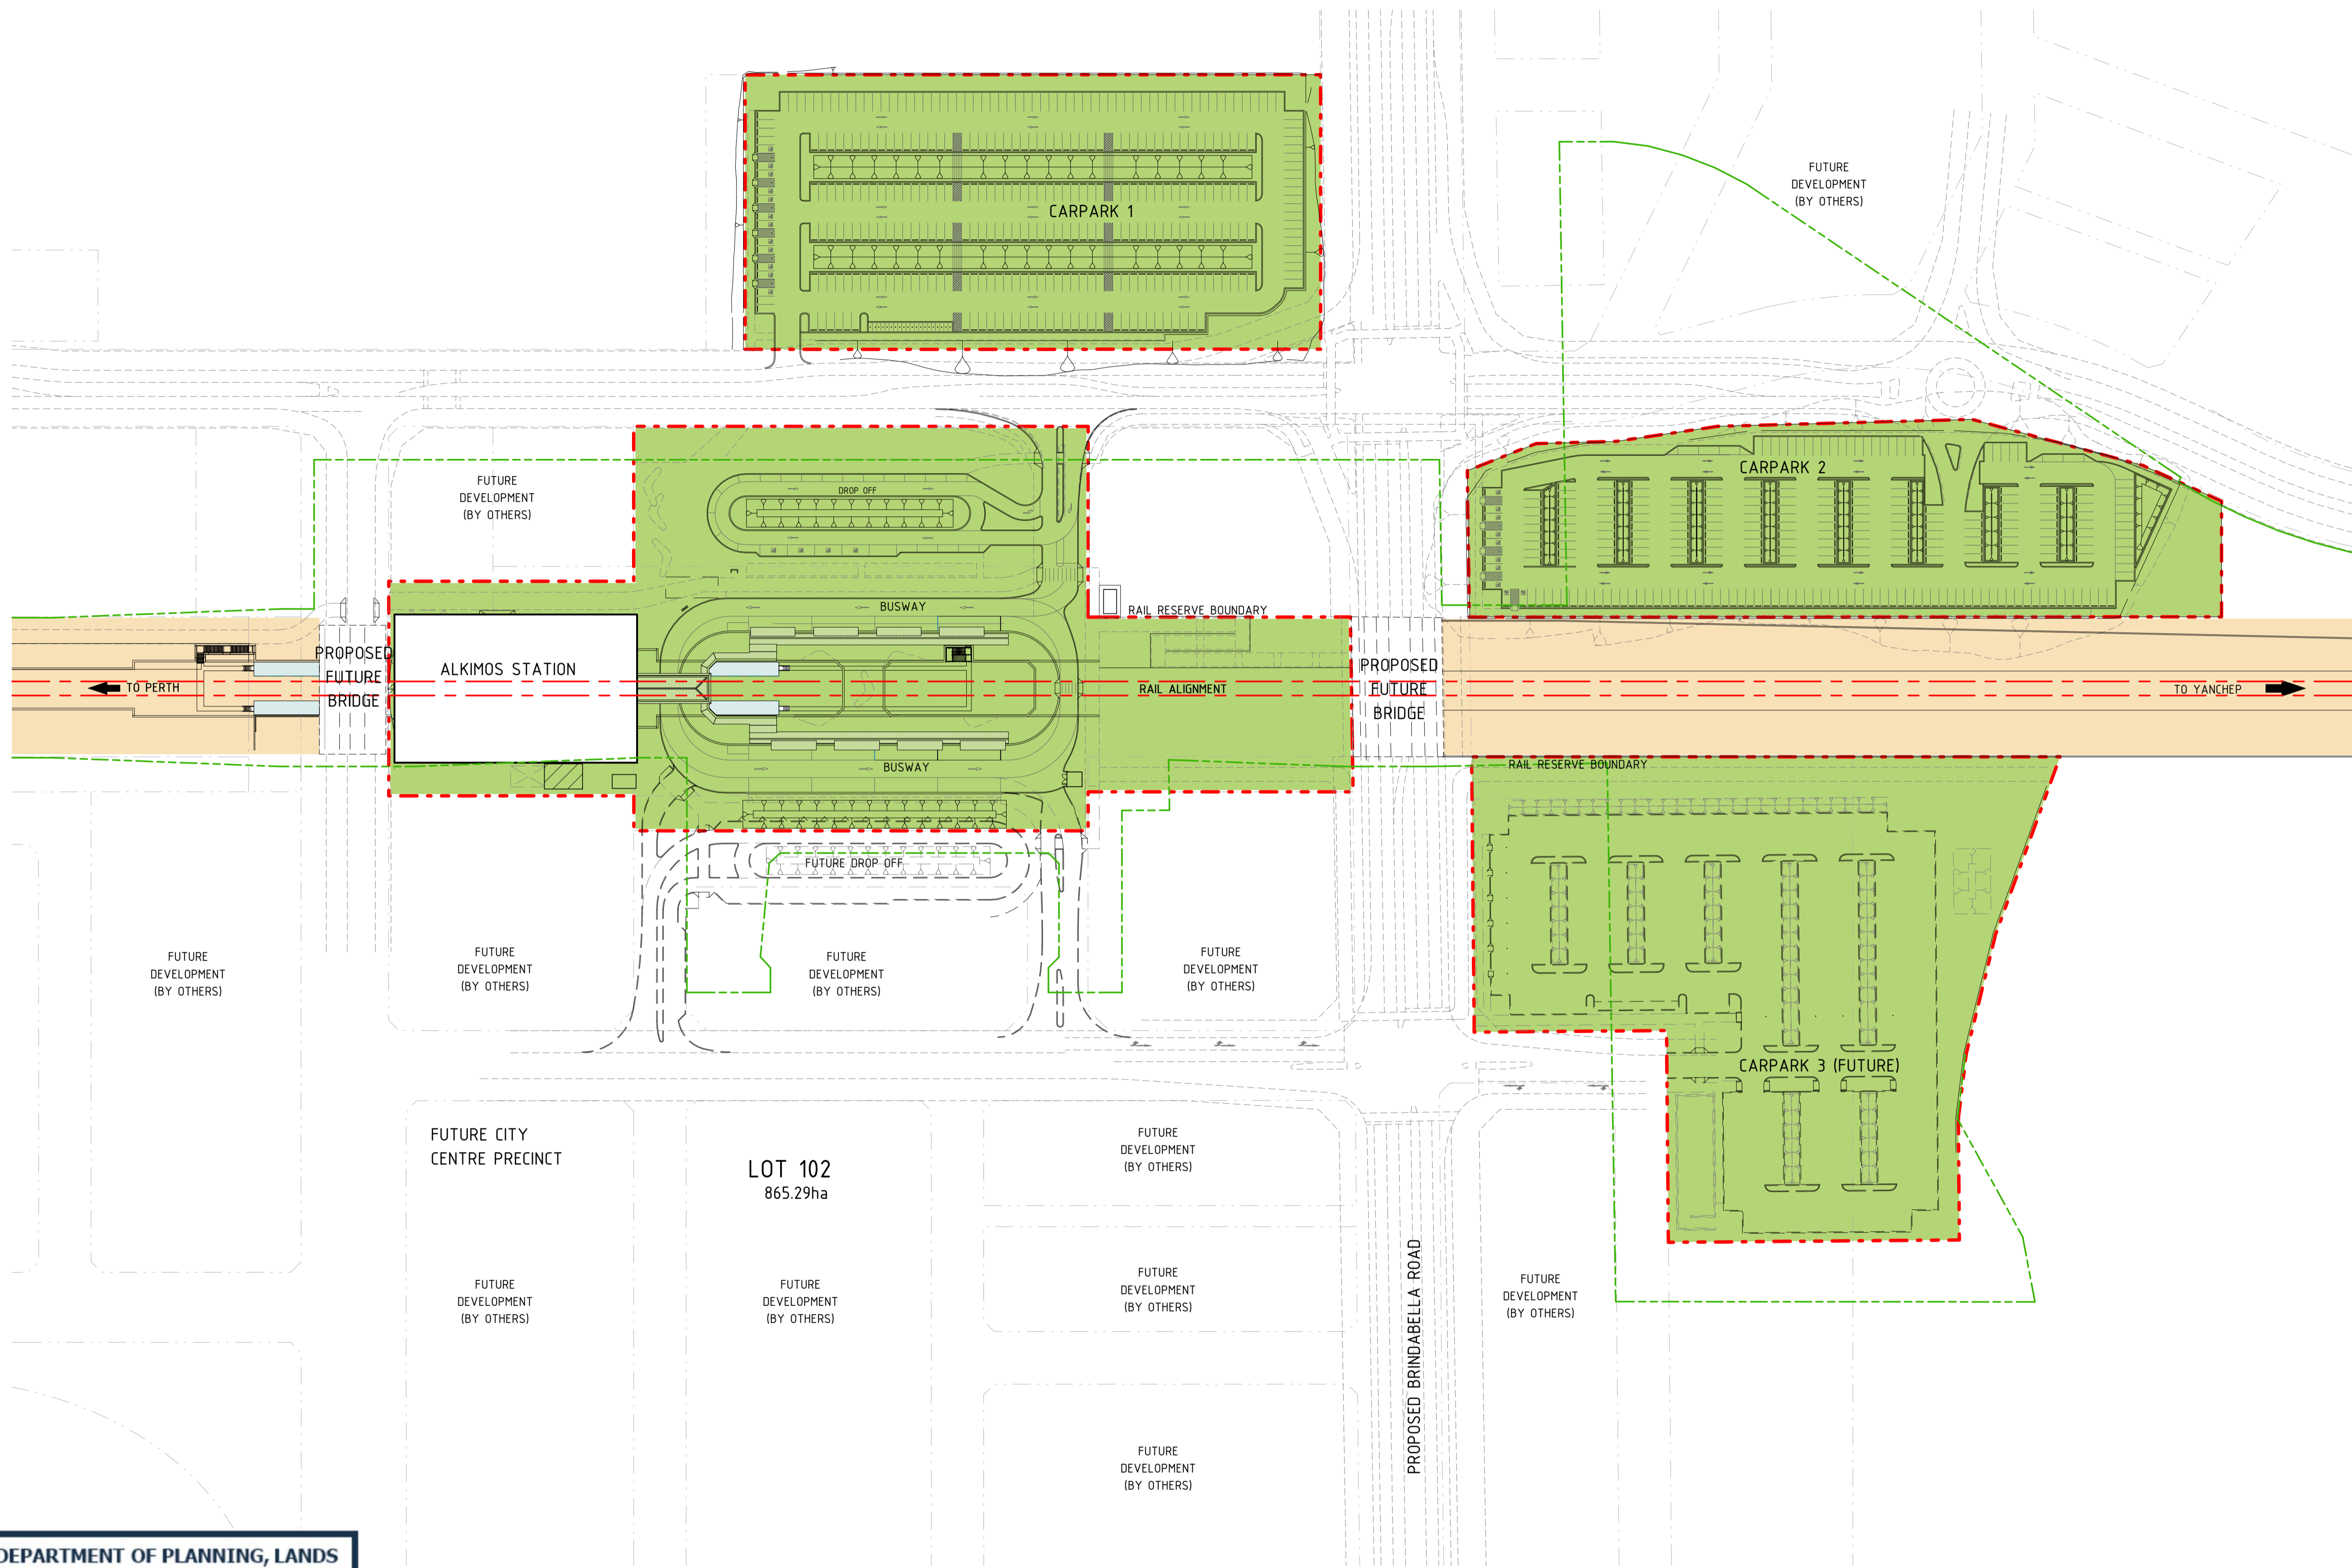 FUTURE
DEVELOPMENT
(BY OTHERS)
CARPARK 1
CARPARK 2
FUTURE
DEVELOPMENT
(BY OTHERS)
DROP OFF
BUSWAY
RAIL RESERVE BOUNDARY
PROPOSED
FUTURE
BRIDGE
ALKIMOS STATION
TO PERTH
RAIL ALIGNMENT
PROPOSED
FUTURE
BRIDGE
TO YANCHEP
BUSWAY
RAIL RESERVE BOUNDARY
FUTURE DROP OFF
FUTURE
DEVELOPMENT
(BY OTHERS)
FUTURE
DEVELOPMENT
(BY OTHERS)
FUTURE
DEVELOPMENT
(BY OTHERS)
FUTURE
DEVELOPMENT
(BY OTHERS)
CARPARK 3 (FUTURE)
FUTURE CITY
CENTRE PRECINCT
LOT 102
865.29ha
FUTURE
DEVELOPMENT
(BY OTHERS)
FUTURE
DEVELOPMENT
(BY OTHERS)
FUTURE
DEVELOPMENT
(BY OTHERS)
FUTURE
DEVELOPMENT
(BY OTHERS)
PROPOSED BRINDABELLA ROAD
FUTURE
DEVELOPMENT
(BY OTHERS)
FUTURE
DEVELOPMENT
(BY OTHERS)
DEPARTMENT OF PLANNING, LANDS